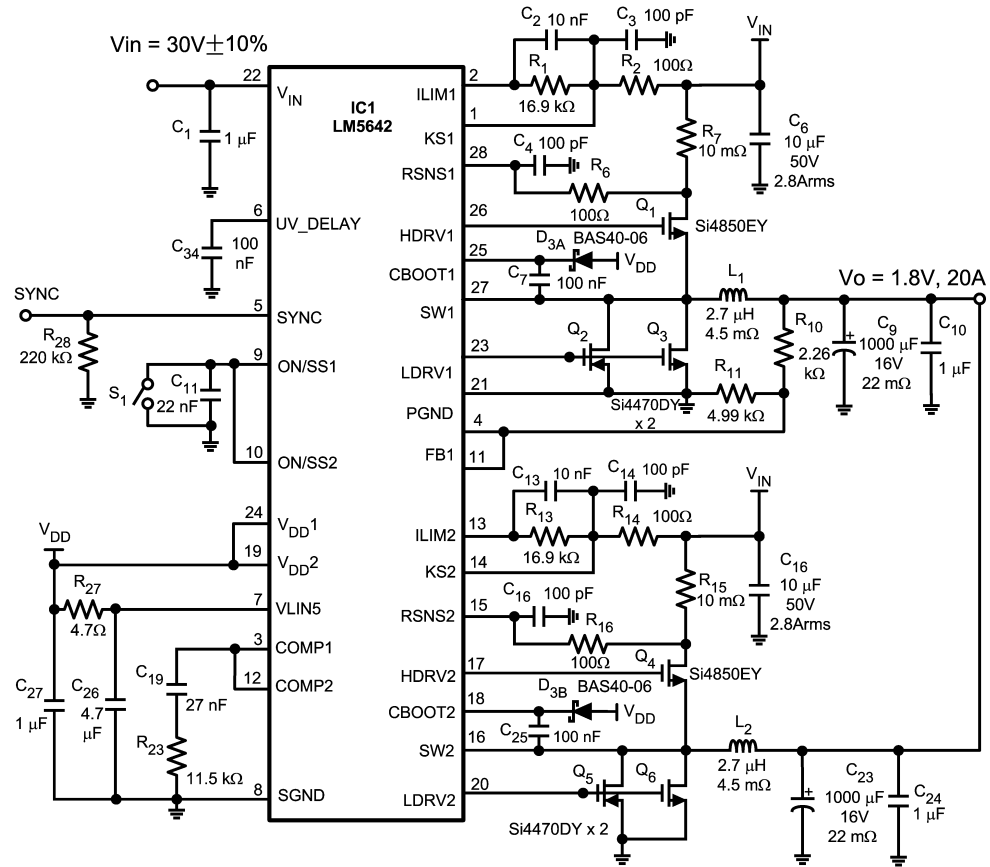 Vin = 30V±10%
22
V_IN
C1
1 μF
IC1
LM5642
6
UV_DELAY
C34
100
nF
SYNC
5
SYNC
R28
220 kΩ
9
ON/SS1
S1
C11
22 nF
10
ON/SS2
V_DD
24
V_DD1
19
V_DD2
R27
4.7Ω
7
VLIN5
3
COMP1
12
COMP2
C19
27 nF
C27
1 μF
C26
4.7
μF
R23
11.5 kΩ
8
SGND
C2 10 nF
C3 100 pF
V_IN
2
ILIM1
R1
16.9 kΩ
R2
100Ω
1
KS1
R7
10 mΩ
C6
10 μF
50V
2.8Arms
C4 100 pF
28
RSNS1
R6
100Ω
26
HDRV1
Q1
Si4850EY
25
CBOOT1
D3A BAS40-06
V_DD
C7
100 nF
27
SW1
L1
2.7 μH
4.5 mΩ
Vo = 1.8V, 20A
Q2
Q3
R10
2.26
kΩ
+
C9
1000 μF
16V
22 mΩ
C10
1 μF
23
LDRV1
R11
4.99 kΩ
21
PGND
Si4470DY
x 2
4
FB1
11
C13 10 nF
C14 100 pF
V_IN
13
ILIM2
R13
16.9 kΩ
R14
100Ω
14
KS2
R15
10 mΩ
C16
10 μF
50V
2.8Arms
C16 100 pF
15
RSNS2
R16
100Ω
17
HDRV2
Q4
Si4850EY
18
CBOOT2
D3B BAS40-06
V_DD
C25
100 nF
16
SW2
L2
2.7 μH
4.5 mΩ
Q5
Q6
20
LDRV2
Si4470DY x 2
+
C23
1000 μF
16V
22 mΩ
C24
1 μF